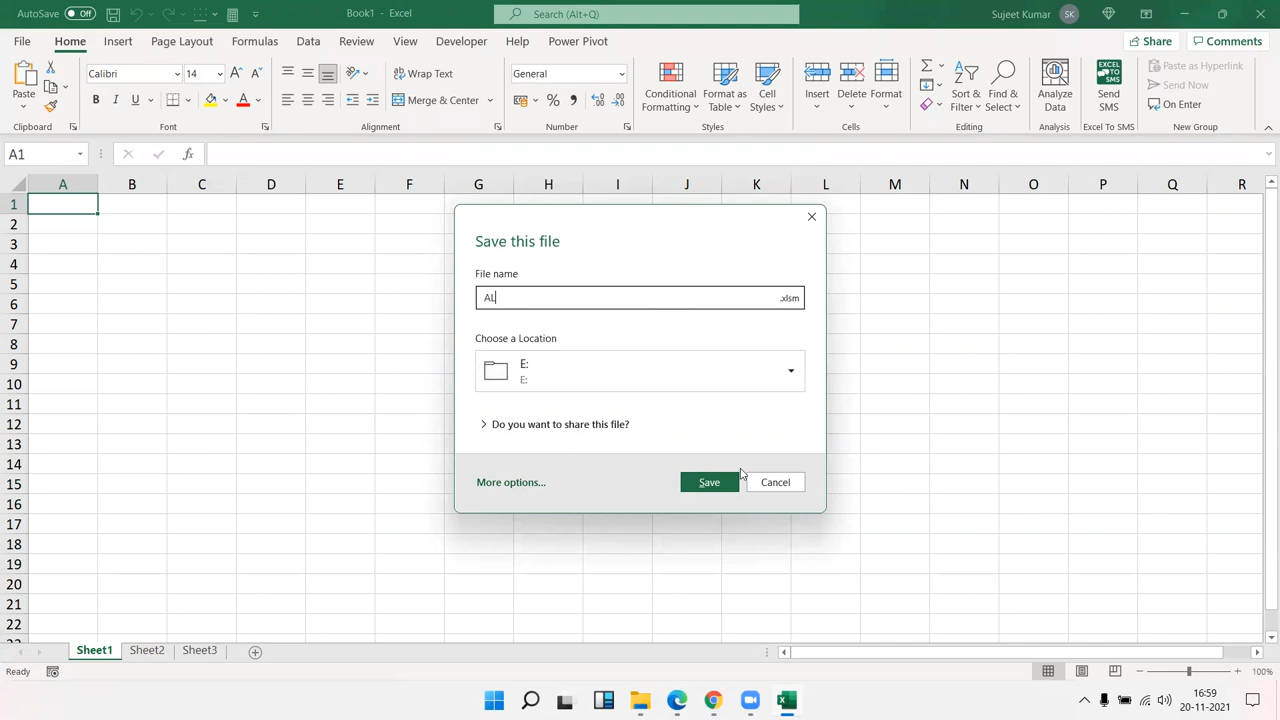 AutoSave Off Book1 - Excel Search (Alt+Q) Sujeet Kumar SK
File Home Insert Page Layout Formulas Data Review View Developer Help Power Pivot Share Comments
Paste Calibri 14 Wrap Text General Conditional Formatting Format as Table Cell Styles Insert Delete Format Sort & Filter Find & Select Analyze Data EXCEL TO SMS Send SMS Paste as Hyperlink
B I U Merge & Center % Send Now
On Enter
Clipboard Font Alignment Number Styles Cells Editing Analysis Excel To SMS New Group
A1 fx
A B C D E F G H I J K L M N O P Q R
1
2
3
4
5
6
7
8
9
10
11
12
13
14
15
16
17
18
19
20
21
22
Save this file
File name
AL .xlsm
Choose a Location
E:
E:
Do you want to share this file?
More options... Save Cancel
Sheet1 Sheet2 Sheet3
Ready 100%
16:59
20-11-2021